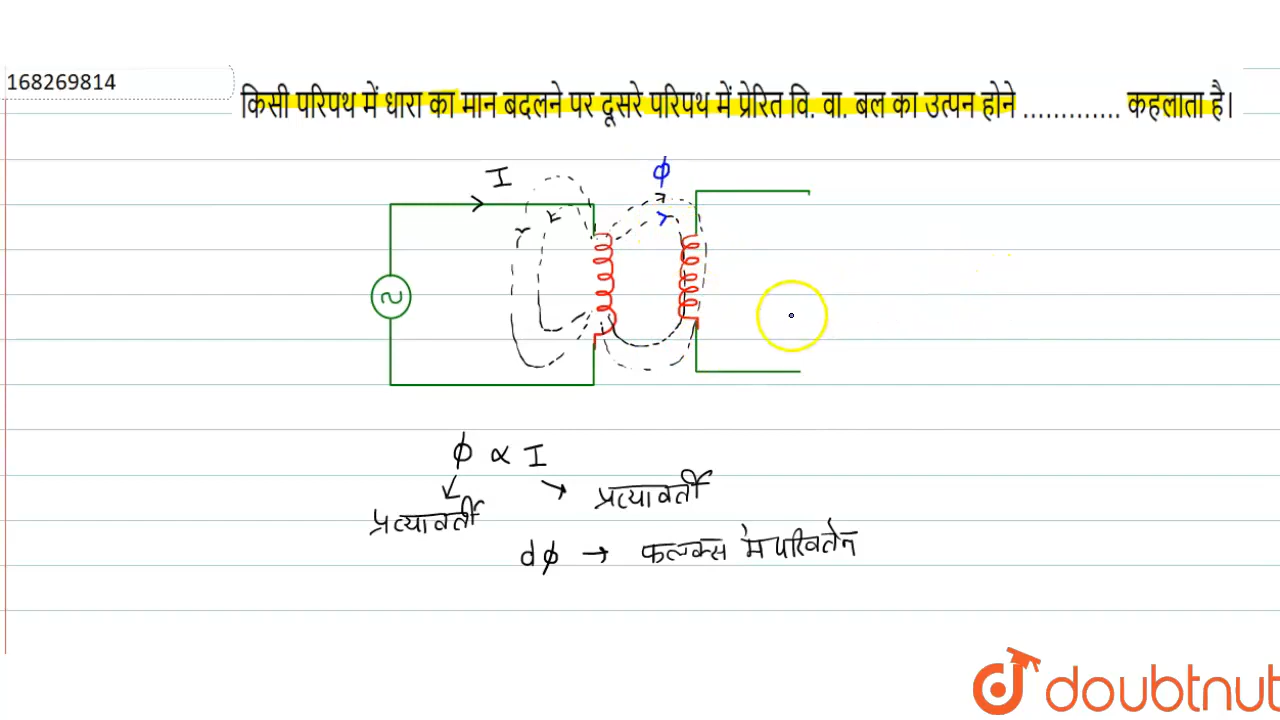 168269814
किसी परिपथ में धारा का मान बदलने पर दूसरे परिपथ में प्रेरित वि. वा. बल का उत्पन होने ............. कहलाता है।
I
ϕ
ϕ ∝ I
प्रत्यावर्ती
प्रत्यावर्ती
dϕ → फलक्स में परिवर्तन
doubtnut